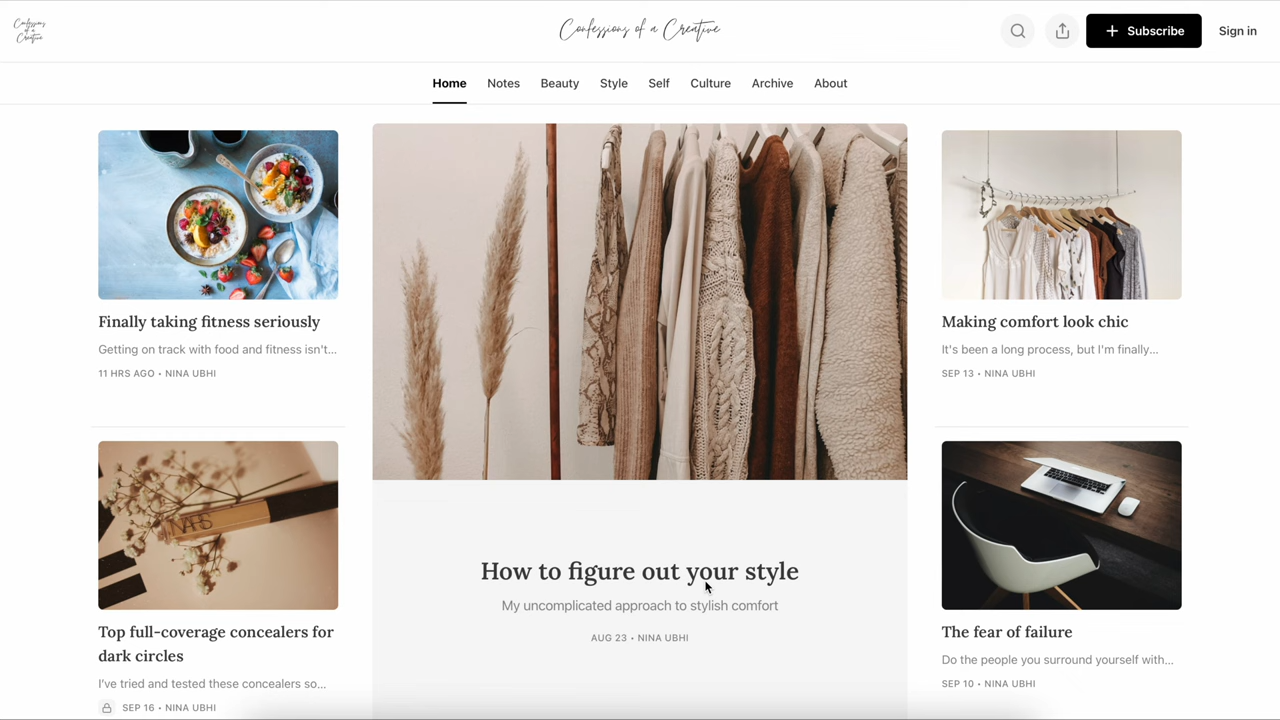 Confessions
of a
Creative
Confessions of a Creative
Subscribe
Sign in
Home
Notes
Beauty
Style
Self
Culture
Archive
About
Finally taking fitness seriously
Getting on track with food and fitness isn't...
11 HRS AGO • NINA UBHI
NARS
Top full-coverage concealers for
dark circles
I've tried and tested these concealers so...
SEP 16 • NINA UBHI
How to figure out your style
My uncomplicated approach to stylish comfort
AUG 23 • NINA UBHI
Making comfort look chic
It's been a long process, but I'm finally...
SEP 13 • NINA UBHI
The fear of failure
Do the people you surround yourself with...
SEP 10 • NINA UBHI